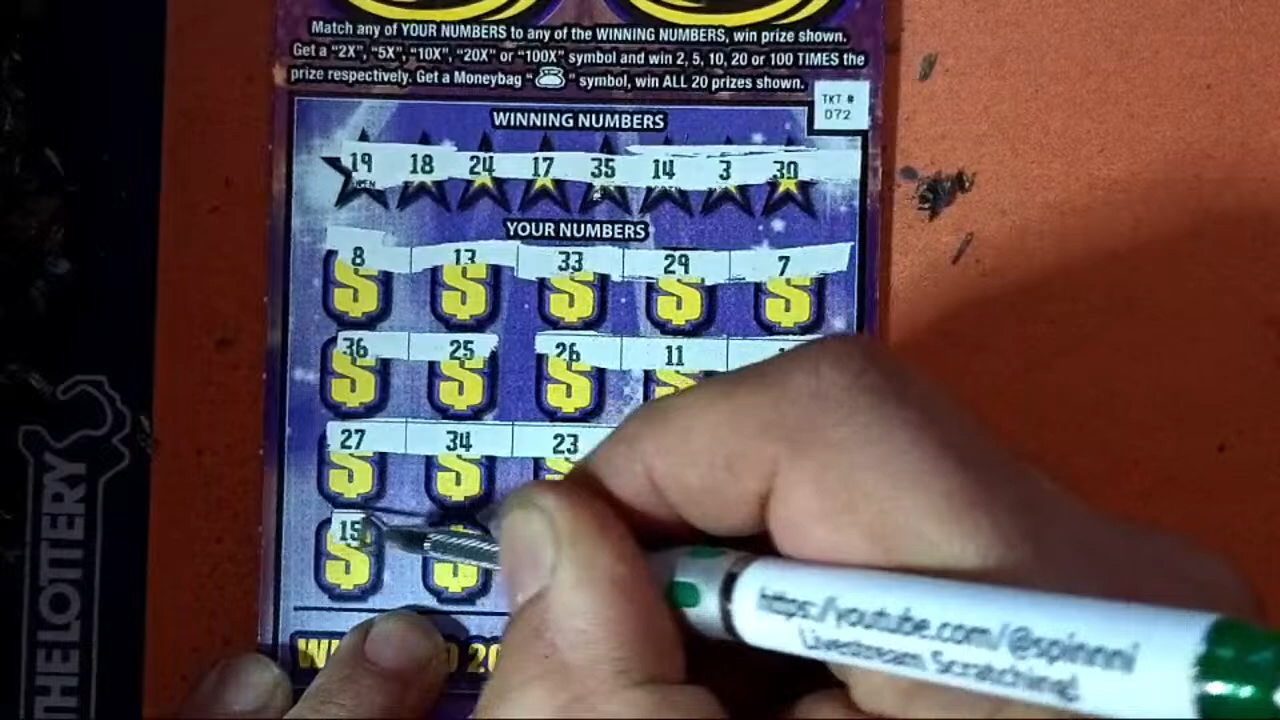 Match any of YOUR NUMBERS to any of the WINNING NUMBERS, win prize shown.
Get a “2X”, “5X”, “10X”, “20X” or “100X” symbol and win 2, 5, 10, 20 or 100 TIMES the
prize respectively. Get a Moneybag “ ” symbol, win ALL 20 prizes shown.
TKT #
072
WINNING NUMBERS
19 18 24 17 35 14 3 30
YOUR NUMBERS
8 13 33 29 7
$ $ $ $ $
36 25 26 11
$ $ $ $
27 34 23
$ $ $
15
$ $
THE LOTTERY
https://youtube.com/@spinnni
Livestream Scratching!